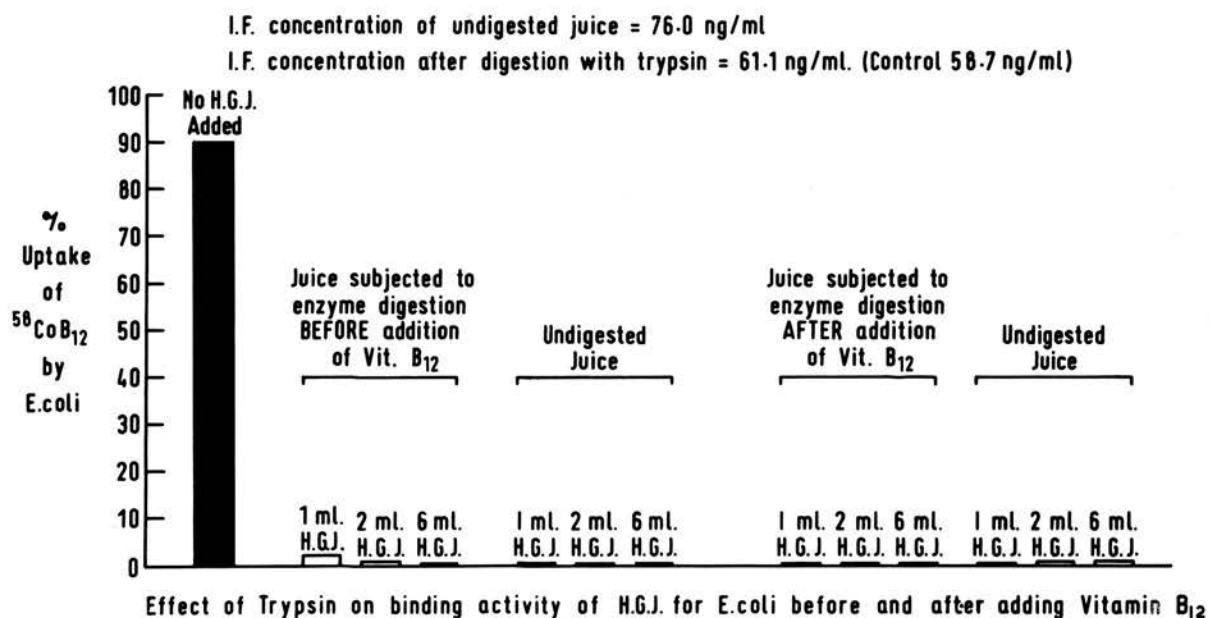 I.F. concentration of undigested juice = 76·0 ng/ml
I.F. concentration after digestion with trypsin = 61·1 ng/ml. (Control 58·7 ng/ml)
100
90
80
70
60
50
40
30
20
10
0
%
Uptake
of
⁵⁸CoB₁₂
by
E.coli
No H.G.J.
Added
Juice subjected to
enzyme digestion
BEFORE addition
of Vit. B₁₂
Undigested
Juice
Juice subjected to
enzyme digestion
AFTER addition
of Vit. B₁₂
Undigested
Juice
1 ml. 2 ml. 6 ml.
H.G.J. H.G.J. H.G.J.
1 ml. 2 ml. 6 ml.
H.G.J. H.G.J. H.G.J.
1 ml. 2 ml. 6 ml.
H.G.J. H.G.J. H.G.J.
1 ml. 2 ml. 6 ml.
H.G.J. H.G.J. H.G.J.
Effect of Trypsin on binding activity of H.G.J. for E.coli before and after adding Vitamin B₁₂